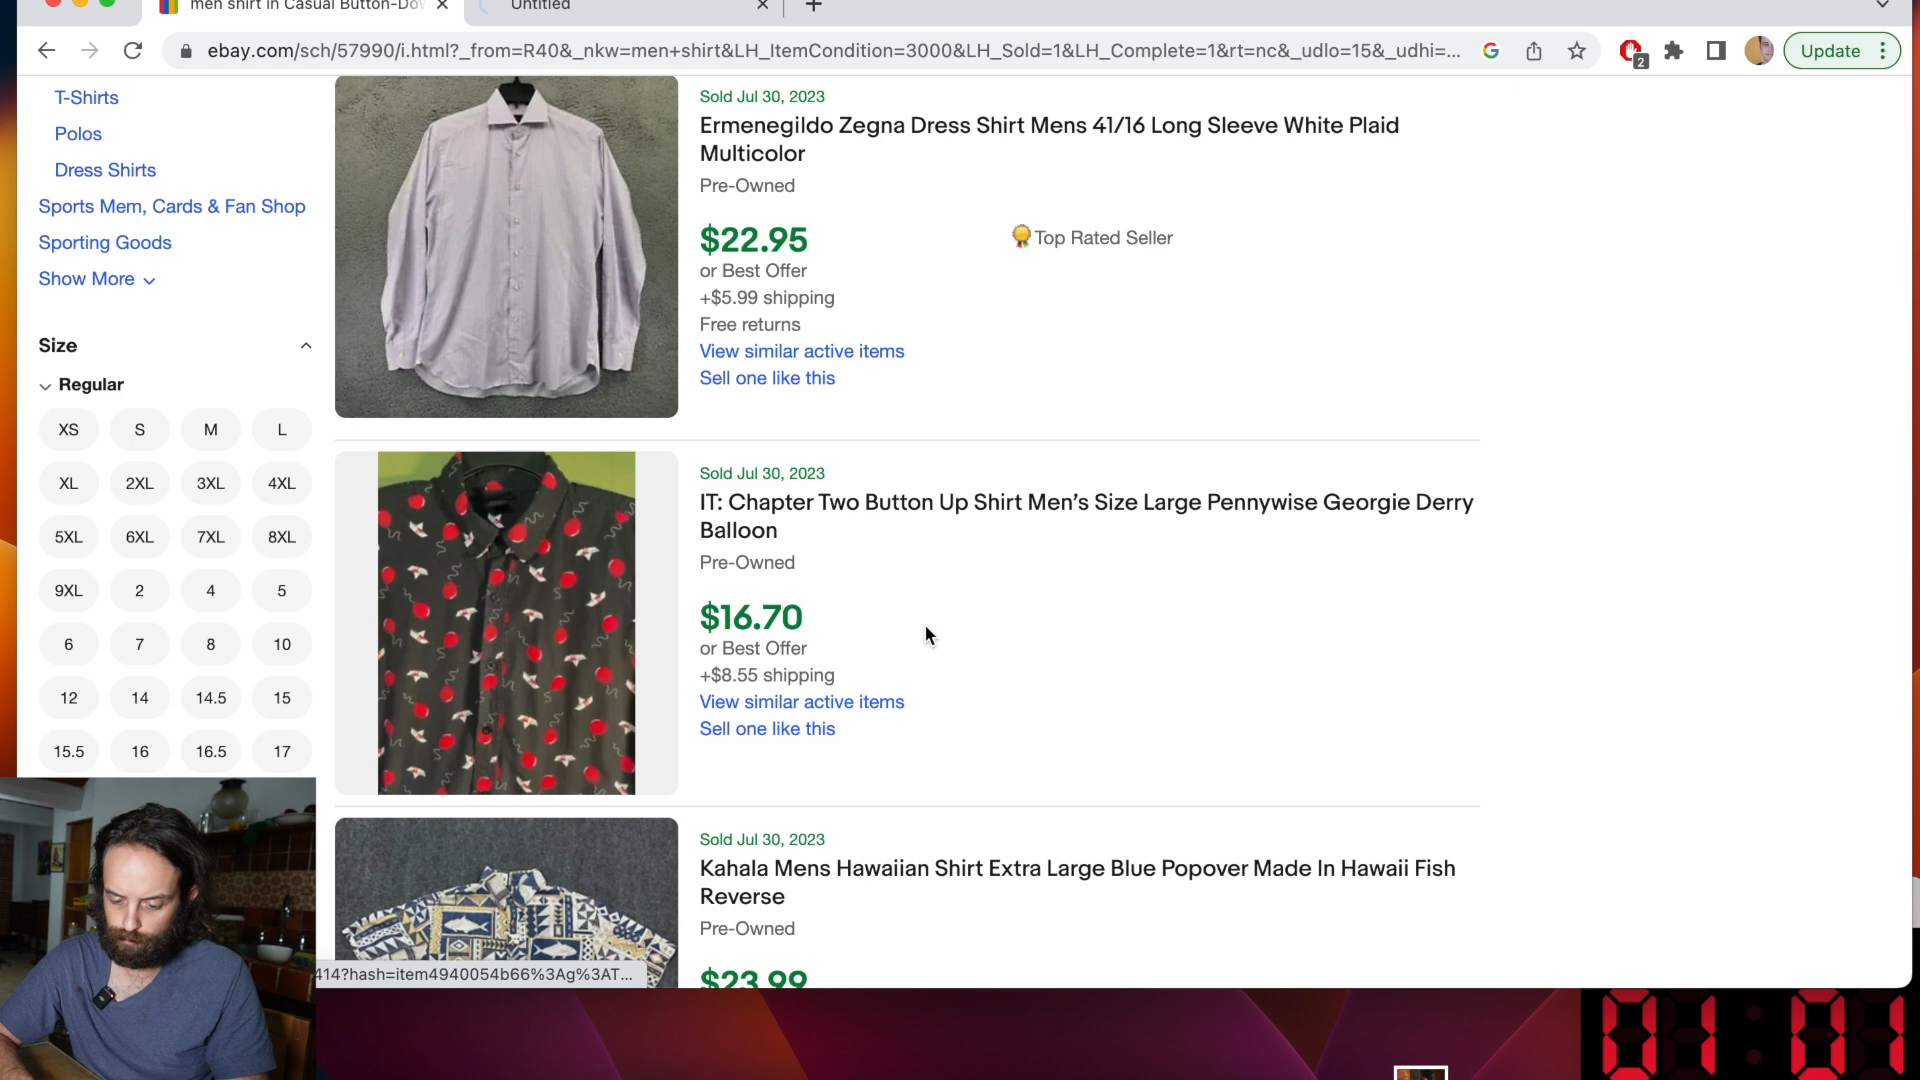 men shirt in Casual Button-Do
Untitled
ebay.com/sch/57990/i.html?_from=R40&_nkw=men+shirt&LH_ItemCondition=3000&LH_Sold=1&LH_Complete=1&rt=nc&_udlo=15&_udhi=...
2
Update
T-Shirts
Polos
Dress Shirts
Sports Mem, Cards & Fan Shop
Sporting Goods
Show More
Size
Regular
XS S M L
XL 2XL 3XL 4XL
5XL 6XL 7XL 8XL
9XL 2 4 5
6 7 8 10
12 14 14.5 15
15.5 16 16.5 17
Sold Jul 30, 2023
Ermenegildo Zegna Dress Shirt Mens 41/16 Long Sleeve White Plaid
Multicolor
Pre-Owned
$22.95
Top Rated Seller
or Best Offer
+$5.99 shipping
Free returns
View similar active items
Sell one like this
Sold Jul 30, 2023
IT: Chapter Two Button Up Shirt Men’s Size Large Pennywise Georgie Derry
Balloon
Pre-Owned
$16.70
or Best Offer
+$8.55 shipping
View similar active items
Sell one like this
Sold Jul 30, 2023
Kahala Mens Hawaiian Shirt Extra Large Blue Popover Made In Hawaii Fish
Reverse
Pre-Owned
$23.99
414?hash=item4940054b66%3Ag%3AT...
01:01